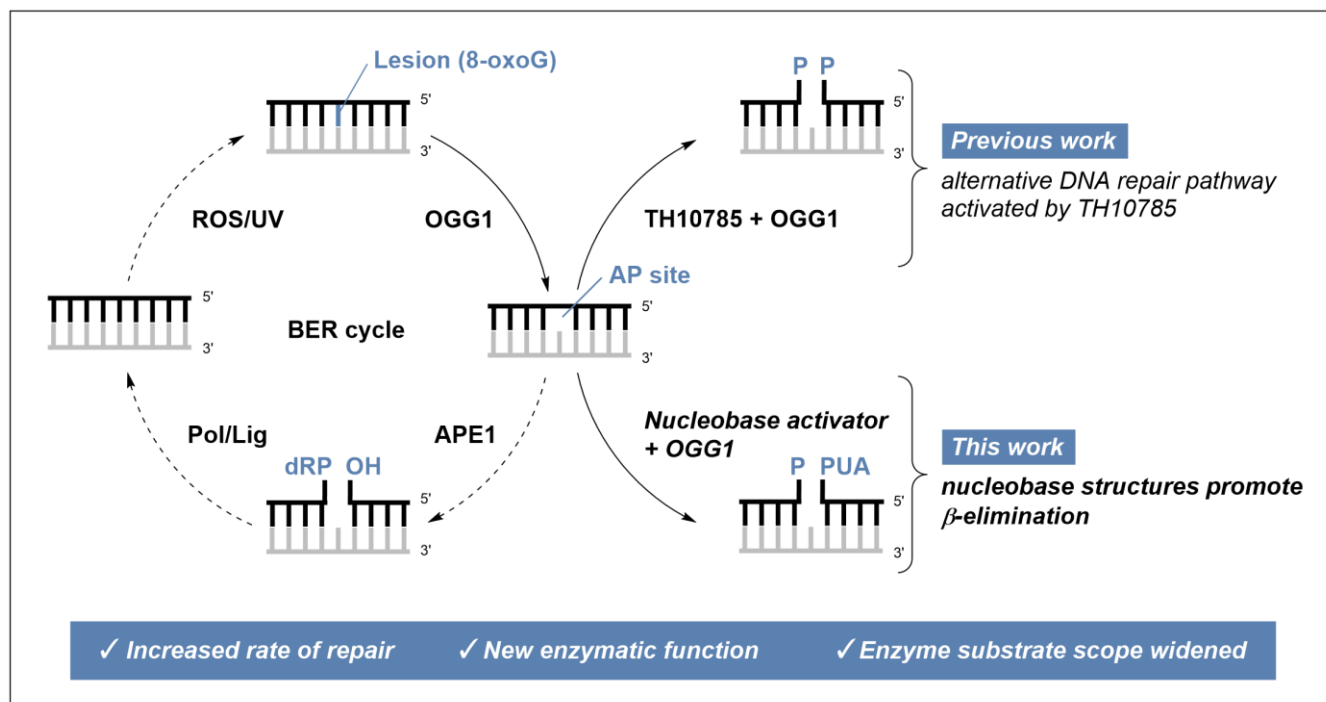 Lesion (8-oxoG)
5'
3'
P P
5'
3'
Previous work
alternative DNA repair pathway
activated by TH10785
ROS/UV
OGG1
TH10785 + OGG1
AP site
5'
3'
BER cycle
5'
3'
Pol/Lig
APE1
Nucleobase activator
+ OGG1
This work
nucleobase structures promote
β-elimination
dRP OH
5'
3'
P PUA
5'
3'
✓ Increased rate of repair
✓ New enzymatic function
✓ Enzyme substrate scope widened